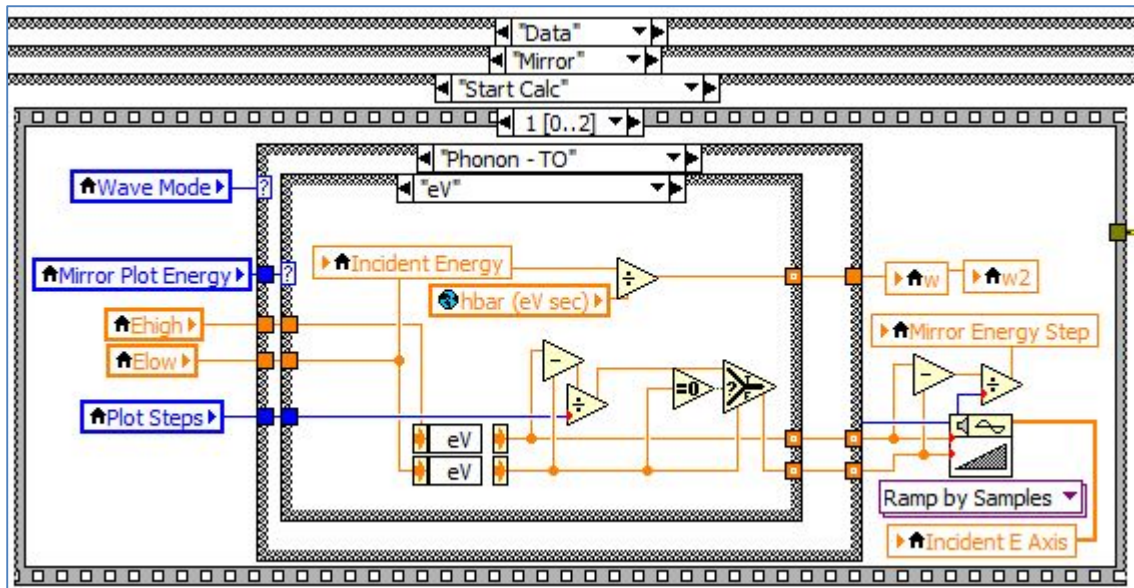 "Data"
"Mirror"
"Start Calc"
1 [0..2]
"Phonon - TO"
"eV"
Wave Mode
?
Mirror Plot Energy
?
Incident Energy
÷
hbar (eV sec)
w
w2
Ehigh
Elow
Mirror Energy Step
-
÷
-
÷
=0
?
T
F
Plot Steps
eV
eV
Ramp by Samples
Incident E Axis